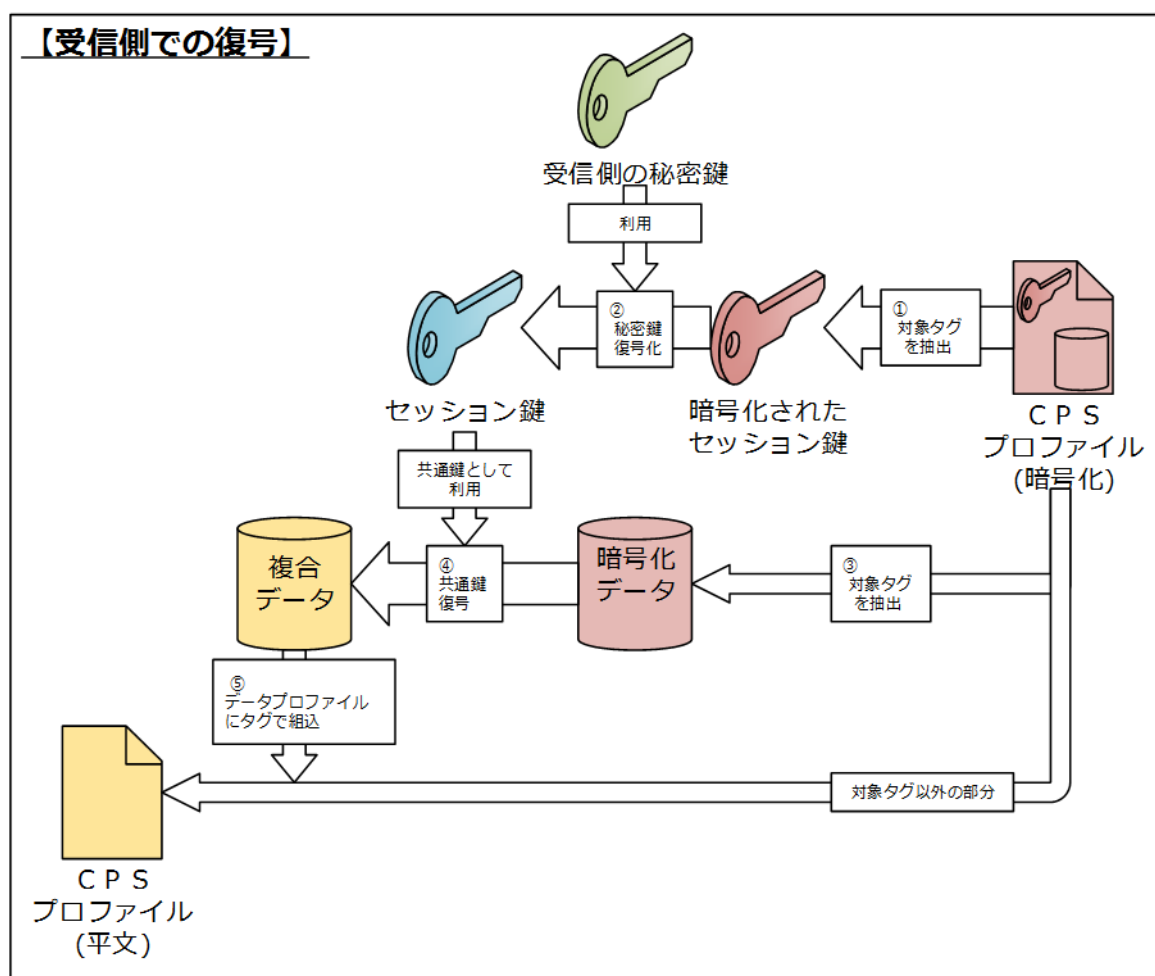 【受信側での復号】
受信側の秘密鍵
利用
②
秘密鍵
復号化
①
対象タグ
を抽出
セッション鍵
暗号化された
セッション鍵
ＣＰＳ
プロファイル
(暗号化)
共通鍵として
利用
複合
データ
④
共通鍵
復号
暗号化
データ
③
対象タグ
を抽出
⑤
データプロファイル
にタグで組込
対象タグ以外の部分
ＣＰＳ
プロファイル
(平文)